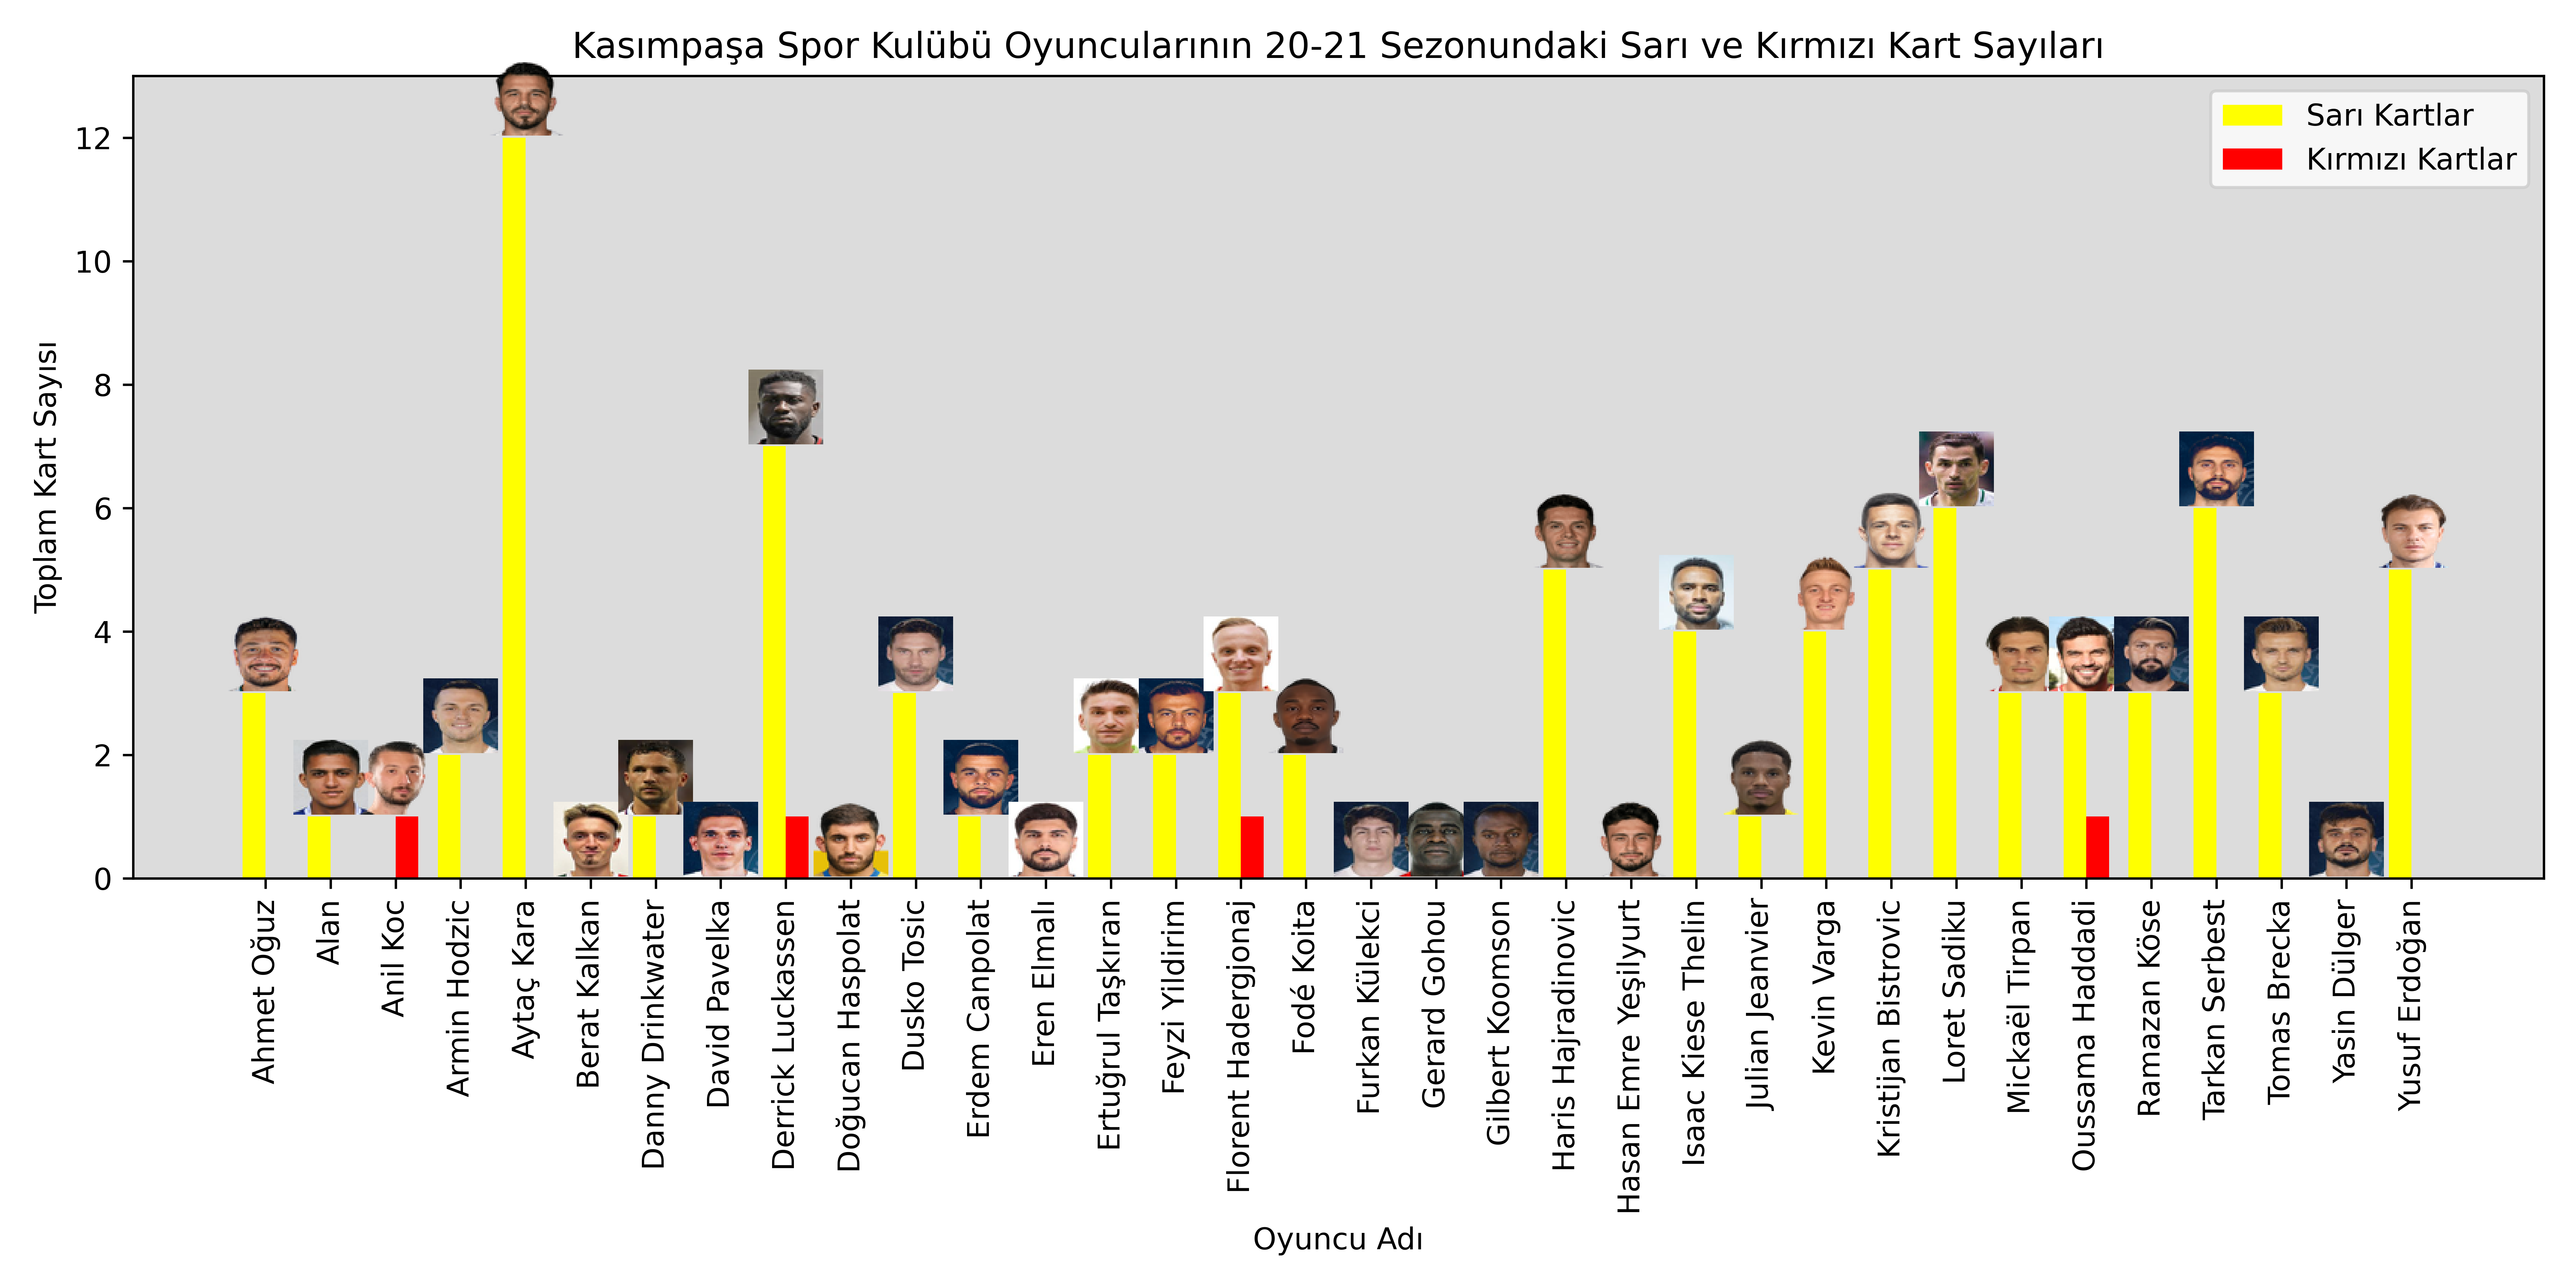 Kasımpaşa Spor Kulübü Oyuncularının 20-21 Sezonundaki Sarı ve Kırmızı Kart Sayıları
Sarı Kartlar
Kırmızı Kartlar
Toplam Kart Sayısı
12
10
8
6
4
2
0
Ahmet Oğuz
Alan
Anil Koc
Armin Hodzic
Aytaç Kara
Berat Kalkan
Danny Drinkwater
David Pavelka
Derrick Luckassen
Doğucan Haspolat
Dusko Tosic
Erdem Canpolat
Eren Elmalı
Ertuğrul Taşkıran
Feyzi Yildirim
Florent Hadergjonaj
Fodé Koita
Furkan Külekci
Gerard Gohou
Gilbert Koomson
Haris Hajradinovic
Hasan Emre Yeşilyurt
Isaac Kiese Thelin
Julian Jeanvier
Kevin Varga
Kristijan Bistrovic
Loret Sadiku
Mickaël Tirpan
Oussama Haddadi
Ramazan Köse
Tarkan Serbest
Tomas Brecka
Yasin Dülger
Yusuf Erdoğan
Oyuncu Adı